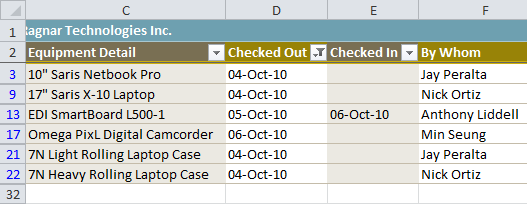 C D E F
1 Ragnar Technologies Inc.
2 Equipment Detail Checked Out Checked In By Whom
3 10" Saris Netbook Pro 04-Oct-10 Jay Peralta
9 17" Saris X-10 Laptop 04-Oct-10 Nick Ortiz
13 EDI SmartBoard L500-1 05-Oct-10 06-Oct-10 Anthony Liddell
17 Omega PixL Digital Camcorder 06-Oct-10 Min Seung
21 7N Light Rolling Laptop Case 04-Oct-10 Jay Peralta
22 7N Heavy Rolling Laptop Case 04-Oct-10 Nick Ortiz
32